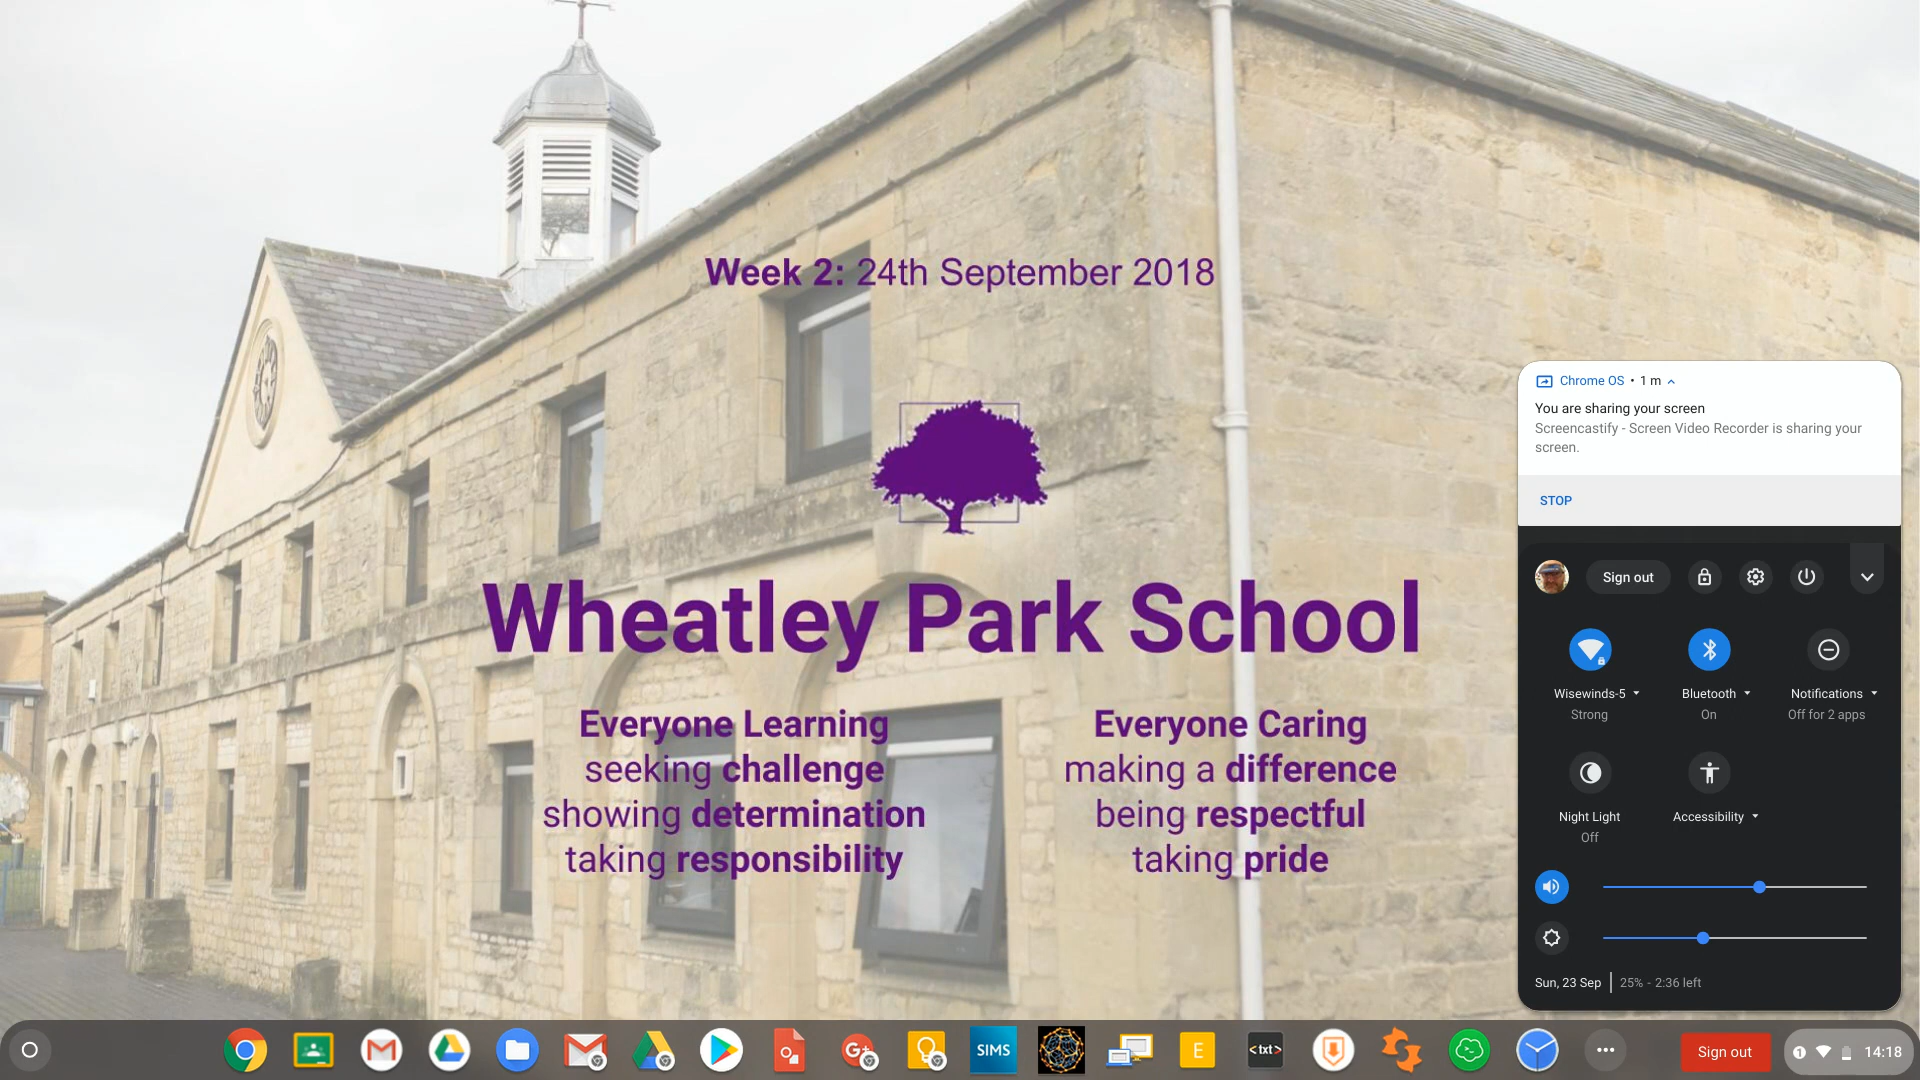 Week 2: 24th September 2018
Wheatley Park School
Everyone Learning
seeking challenge
showing determination
taking responsibility
Everyone Caring
making a difference
being respectful
taking pride
Chrome OS • 1 m
You are sharing your screen
Screencastify - Screen Video Recorder is sharing your
screen.
STOP
Sign out
Wisewinds-5
Strong
Bluetooth
On
Notifications
Off for 2 apps
Night Light
Off
Accessibility
Sun, 23 Sep
25% - 2:36 left
G+
SIMS
E
<txt>
Sign out
1
14:18